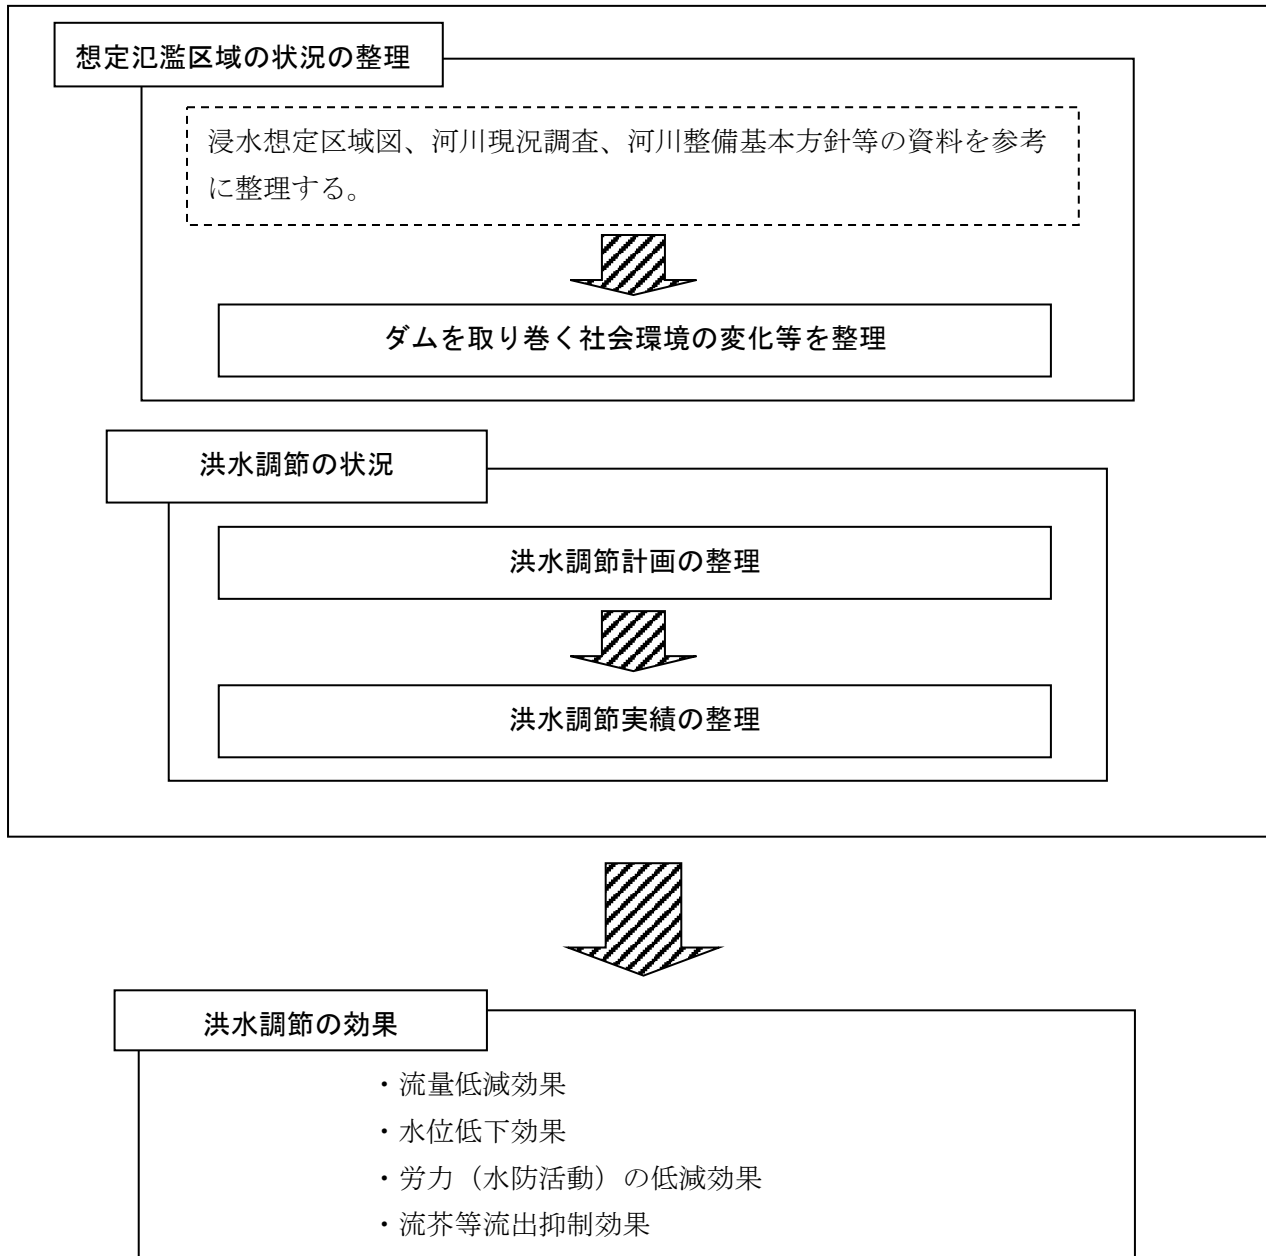 想定氾濫区域の状況の整理
浸水想定区域図、河川現況調査、河川整備基本方針等の資料を参考
に整理する。
ダムを取り巻く社会環境の変化等を整理
洪水調節の状況
洪水調節計画の整理
洪水調節実績の整理
洪水調節の効果
・流量低減効果
・水位低下効果
・労力（水防活動）の低減効果
・流芥等流出抑制効果